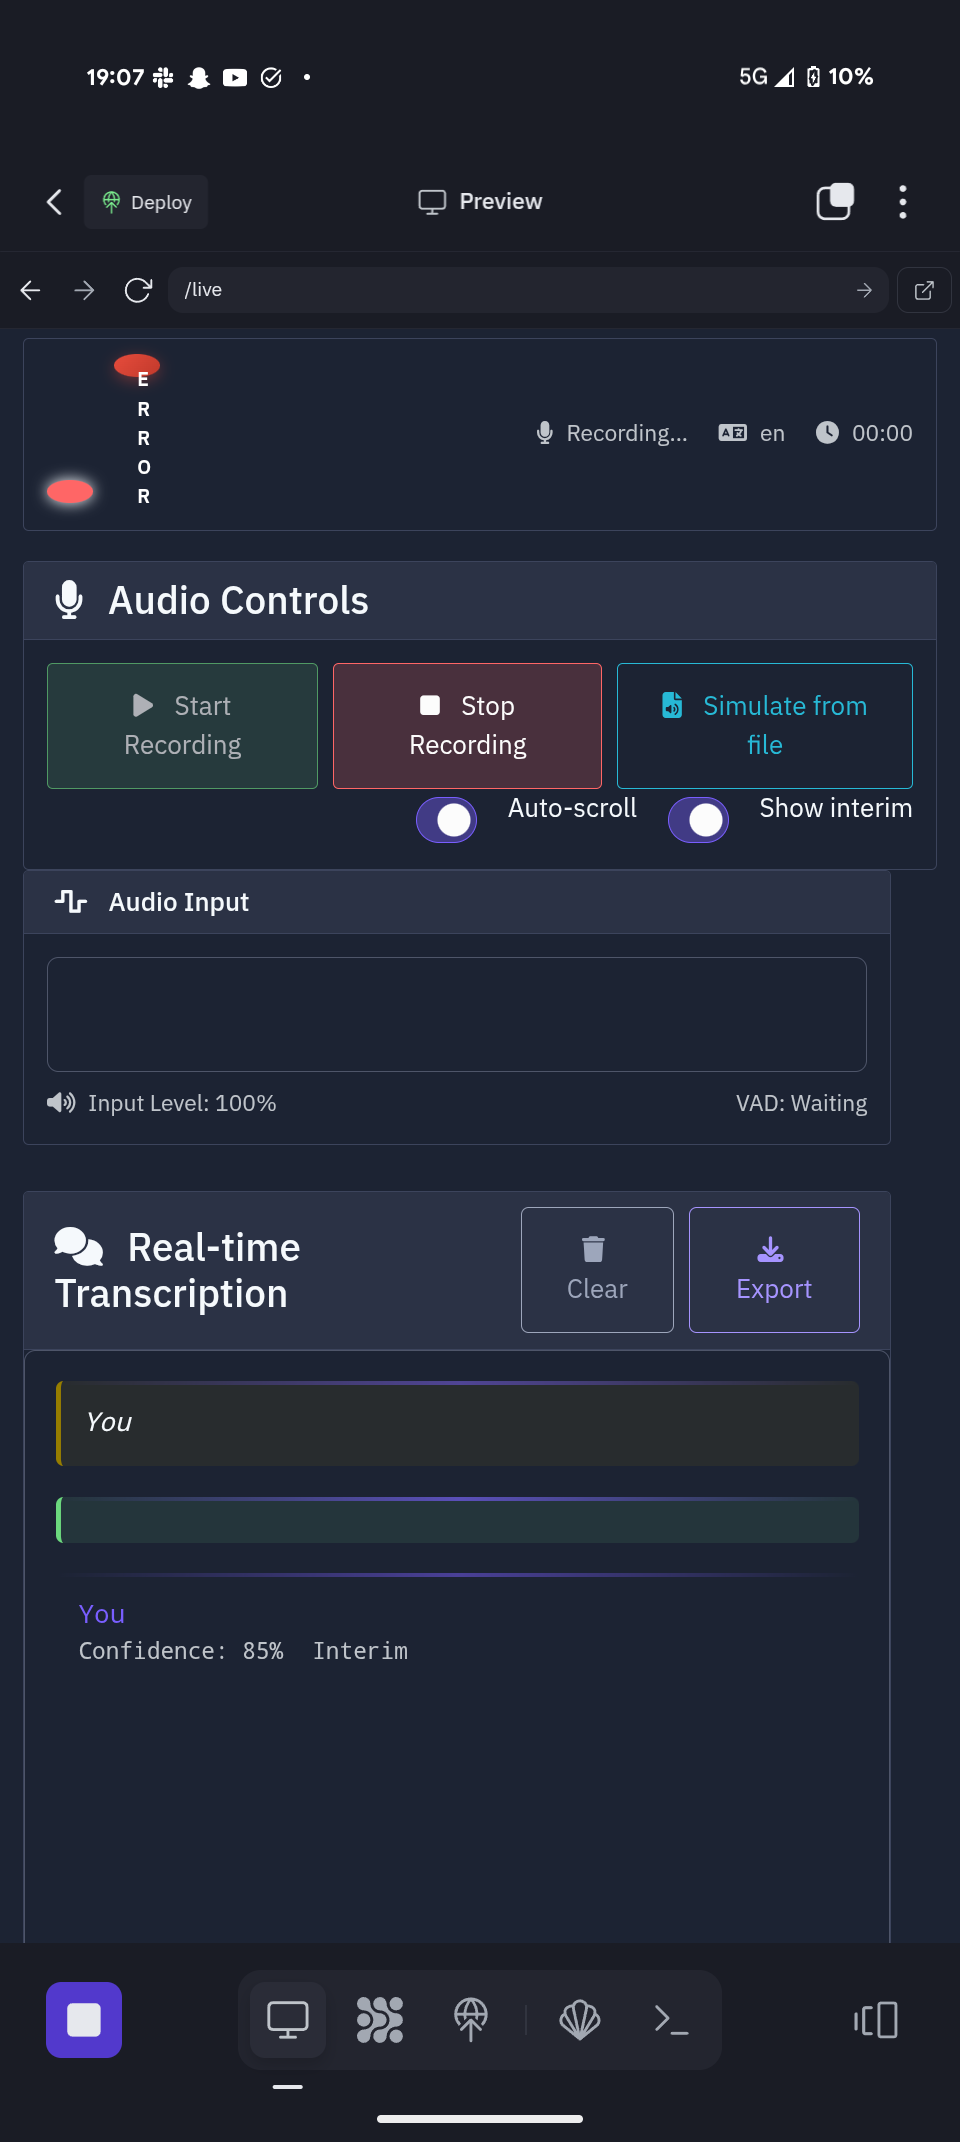 19:07
5G 10%
Deploy
Preview
/live
ERROR
Recording... en 00:00
Audio Controls
Start
Recording
Stop
Recording
Simulate from
file
Auto-scroll
Show interim
Audio Input
Input Level: 100%
VAD: Waiting
Real-time
Transcription
Clear
Export
You
You
Confidence: 85% Interim